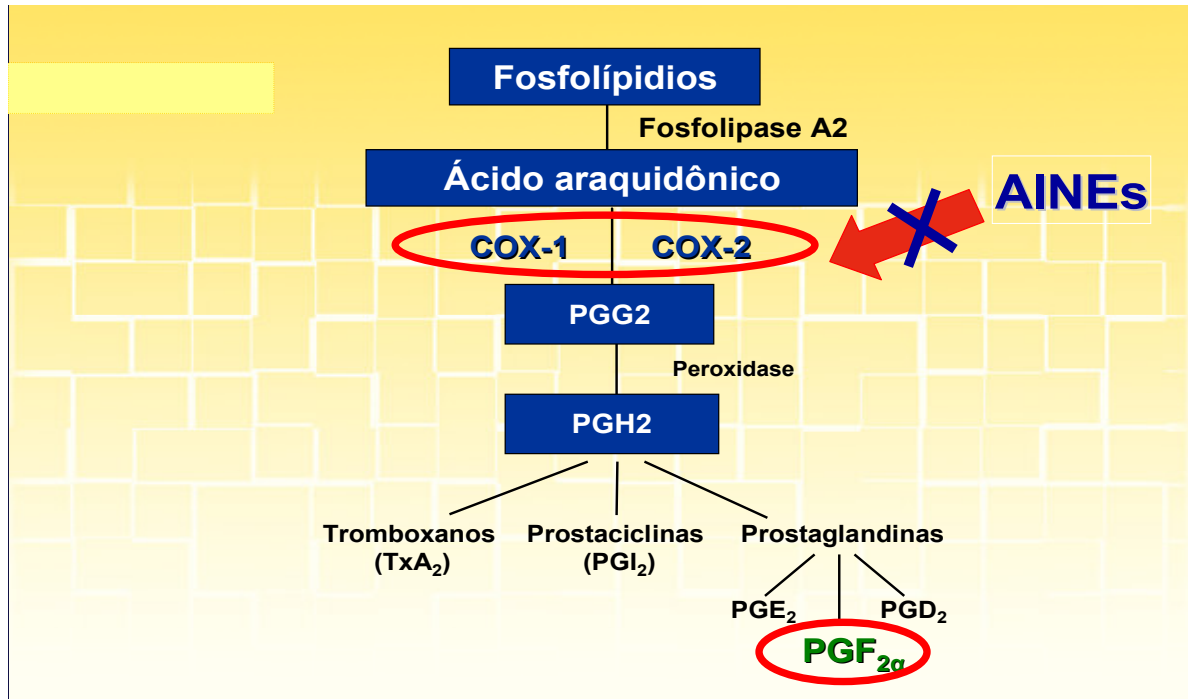 Fosfolípidios
Fosfolipase A2
Ácido araquidônico
AINEs
COX-1 COX-2
PGG2
Peroxidase
PGH2
Tromboxanos Prostaciclinas Prostaglandinas
(TxA₂) (PGI₂)
PGE₂ PGD₂
PGF₂α